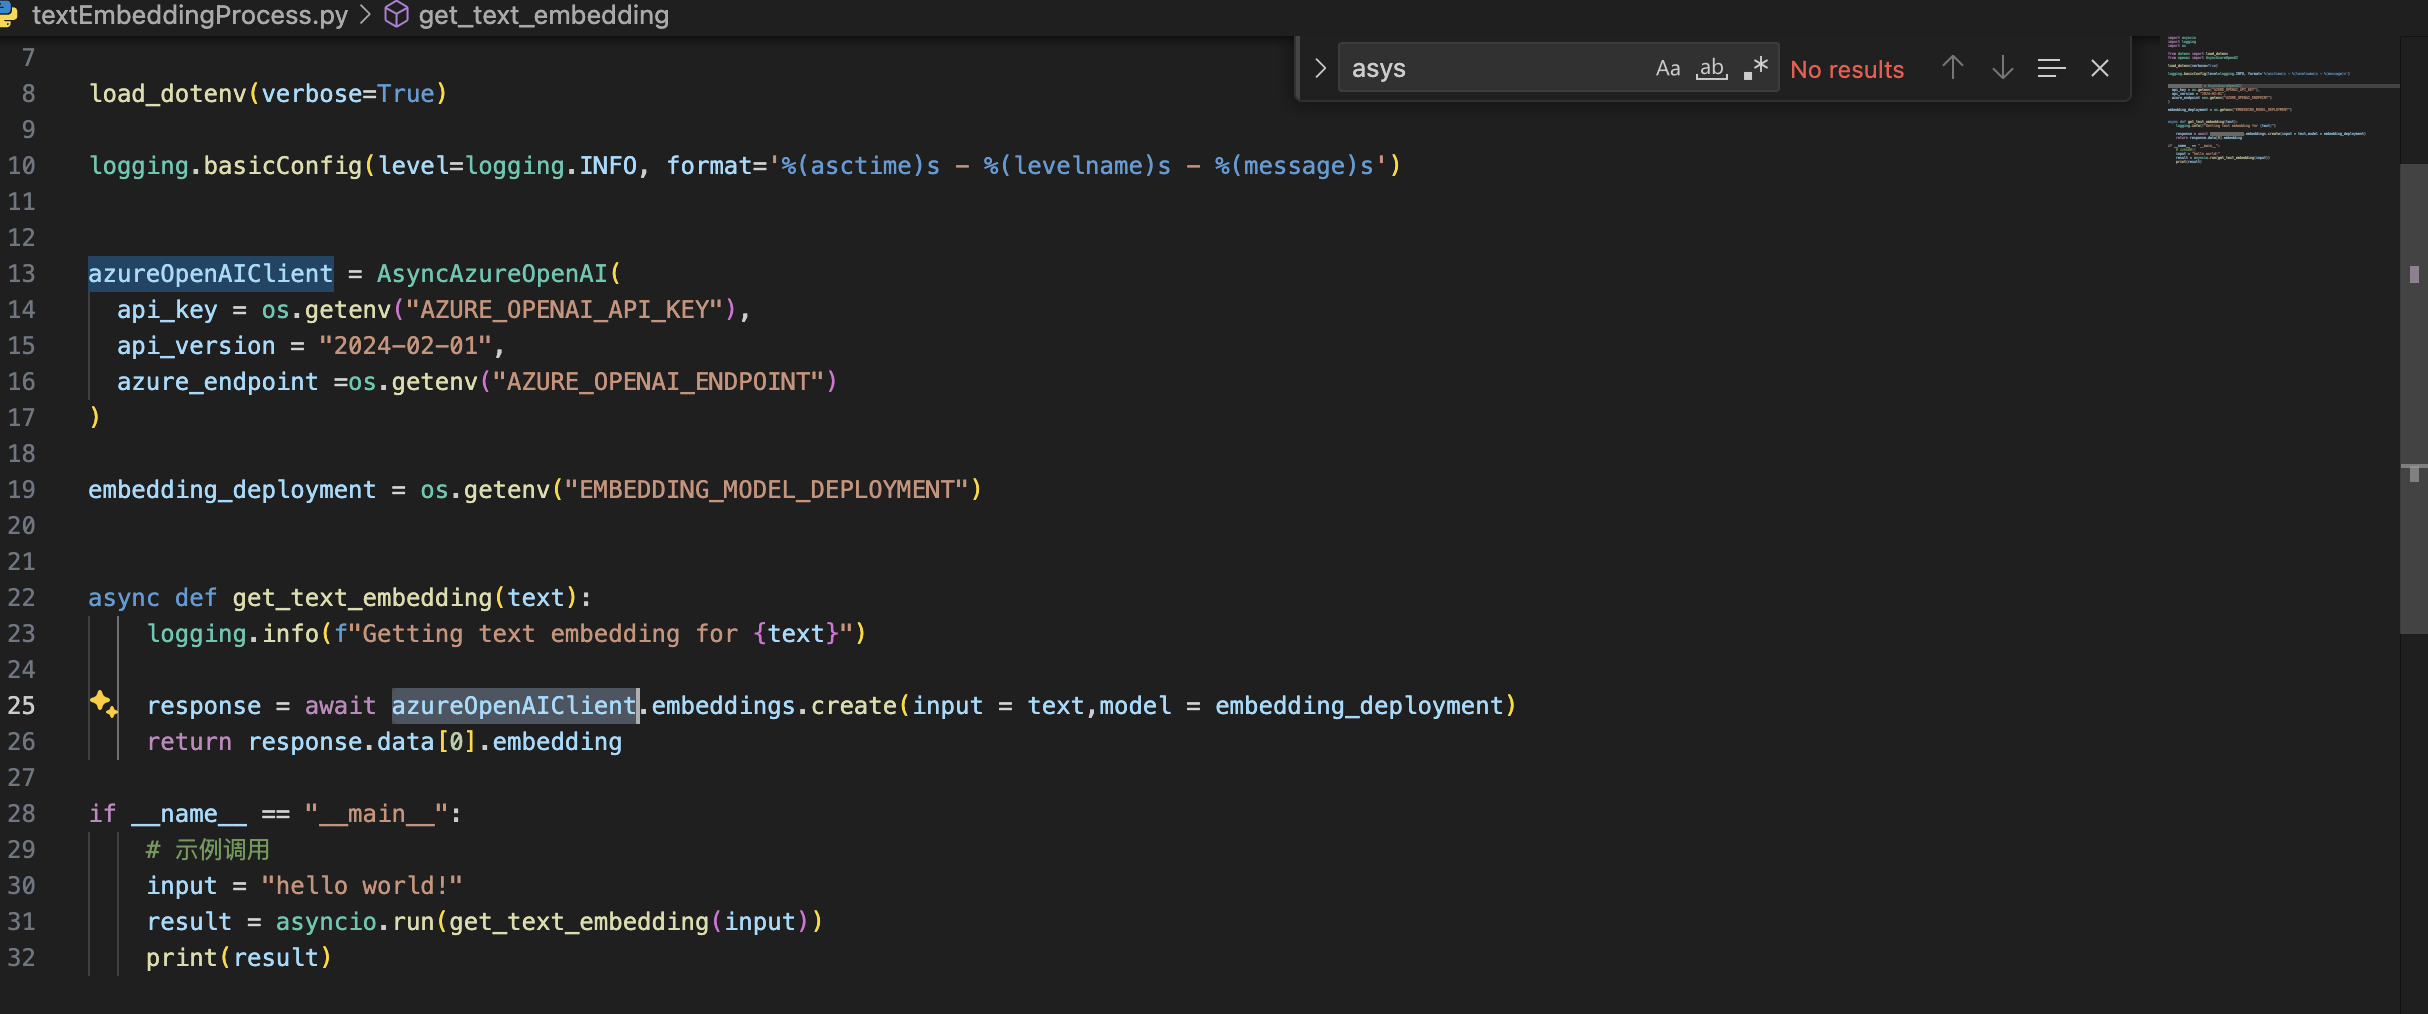 textEmbeddingProcess.py > get_text_embedding
asys Aa ab .* No results
7
8 load_dotenv(verbose=True)
9
10 logging.basicConfig(level=logging.INFO, format='%(asctime)s - %(levelname)s - %(message)s')
11
12
13 azureOpenAIClient = AsyncAzureOpenAI(
14 api_key = os.getenv("AZURE_OPENAI_API_KEY"),
15 api_version = "2024-02-01",
16 azure_endpoint =os.getenv("AZURE_OPENAI_ENDPOINT")
17 )
18
19 embedding_deployment = os.getenv("EMBEDDING_MODEL_DEPLOYMENT")
20
21
22 async def get_text_embedding(text):
23 logging.info(f"Getting text embedding for {text}")
24
25 response = await azureOpenAIClient.embeddings.create(input = text,model = embedding_deployment)
26 return response.data[0].embedding
27
28 if __name__ == "__main__":
29 # 示例调用
30 input = "hello world!"
31 result = asyncio.run(get_text_embedding(input))
32 print(result)